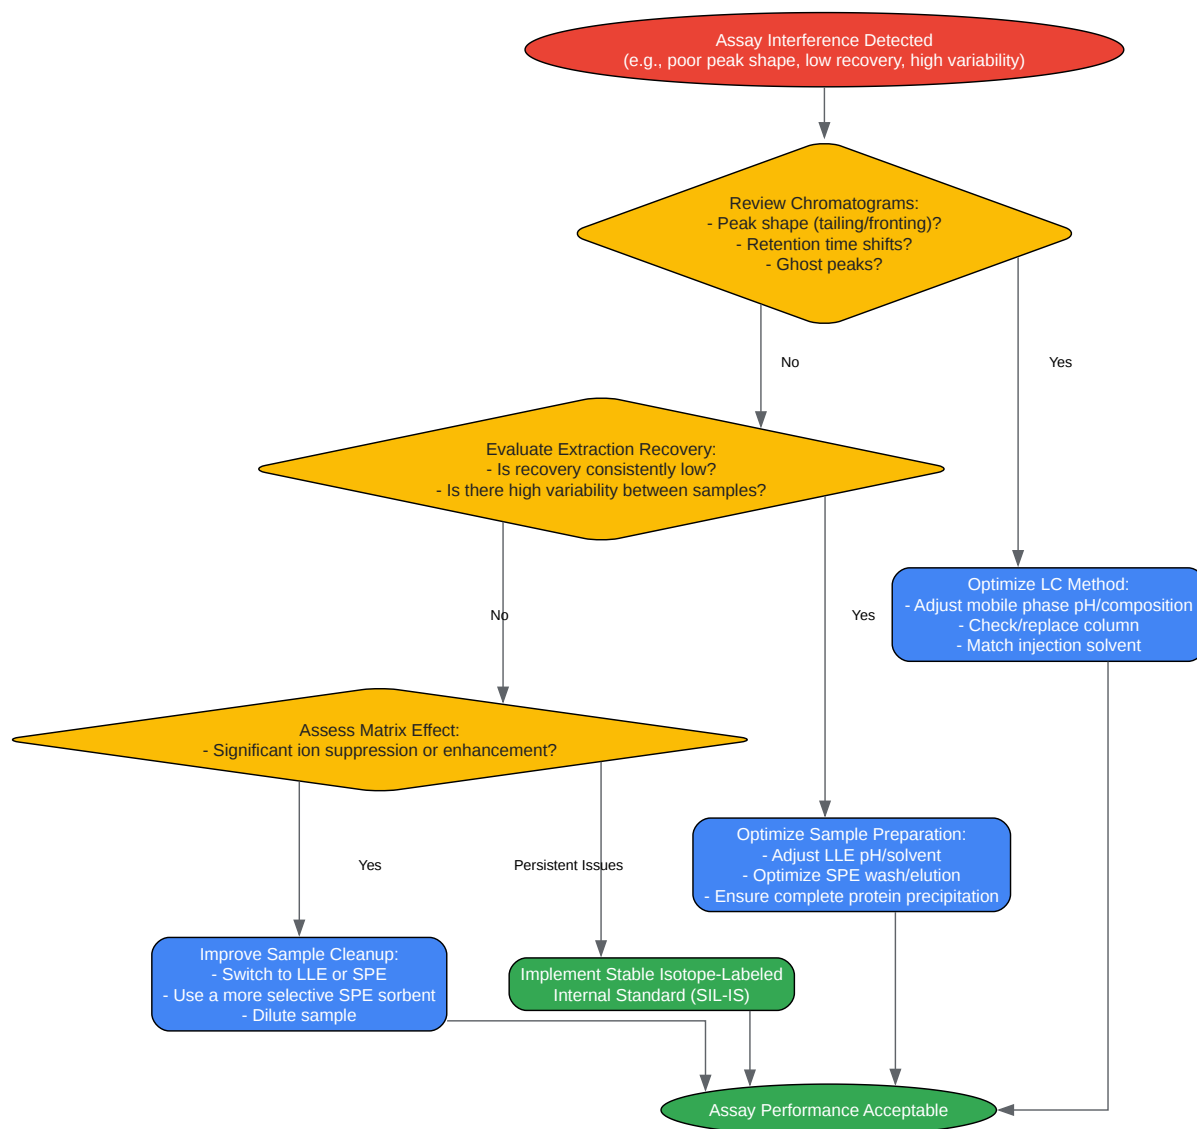 Assay Interference Detected
(e.g., poor peak shape, low recovery, high variability)
Review Chromatograms:
- Peak shape (tailing/fronting)?
- Retention time shifts?
- Ghost peaks?
No
Yes
Evaluate Extraction Recovery:
- Is recovery consistently low?
- Is there high variability between samples?
No
Yes
Optimize LC Method:
- Adjust mobile phase pH/composition
- Check/replace column
- Match injection solvent
Assess Matrix Effect:
- Significant ion suppression or enhancement?
Yes
Persistent Issues
Optimize Sample Preparation:
- Adjust LLE pH/solvent
- Optimize SPE wash/elution
- Ensure complete protein precipitation
Improve Sample Cleanup:
- Switch to LLE or SPE
- Use a more selective SPE sorbent
- Dilute sample
Implement Stable Isotope-Labeled
Internal Standard (SIL-IS)
Assay Performance Acceptable